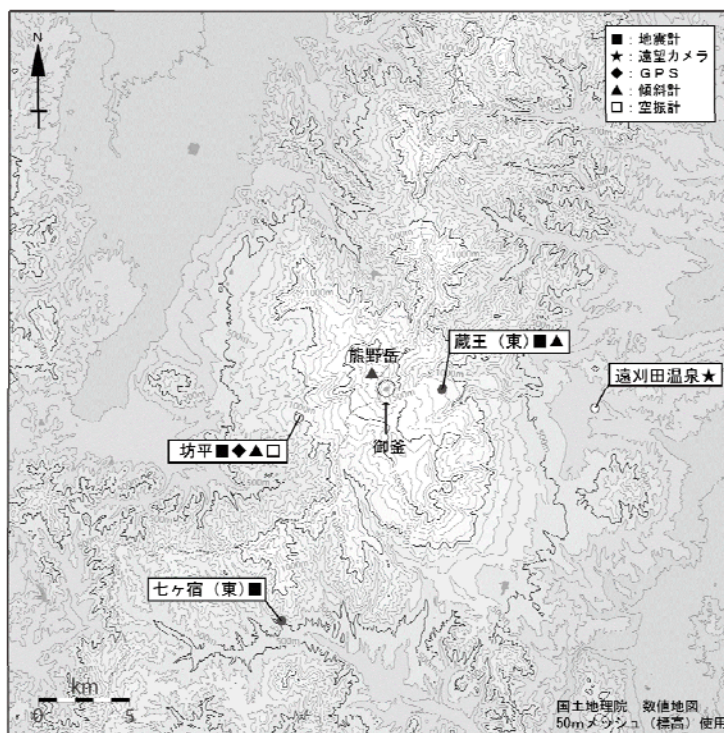 N
■：地震計
★：遠望カメラ
◆：ＧＰＳ
▲：傾斜計
□：空振計
1000m
蔵王（東）■▲
熊野岳
遠刈田温泉★
坊平■◆▲□
御釜
七ヶ宿（東）■
km
0 5
国土地理院 数値地図
50mメッシュ（標高）使用